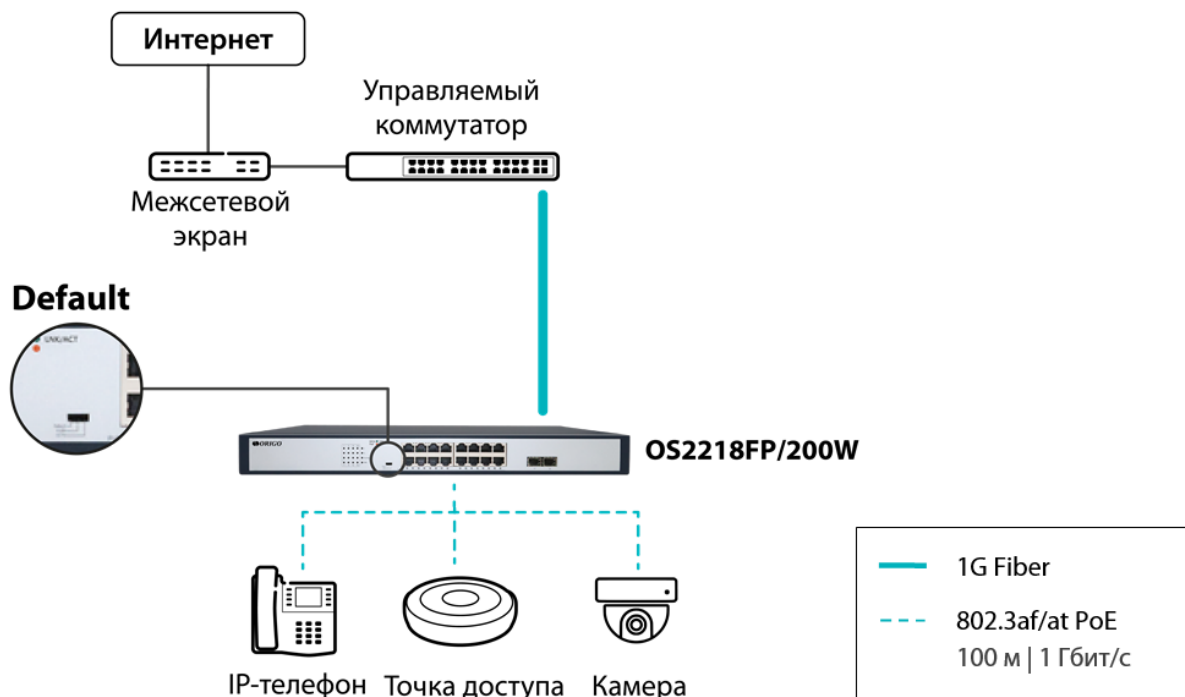 Интернет
Управляемый
коммутатор
Межсетевой
экран
Default
LINK/ACT
ORIGO
OS2218FP/200W
IP-телефон
Точка доступа
Камера
1G Fiber
802.3af/at PoE
100 м | 1 Гбит/с